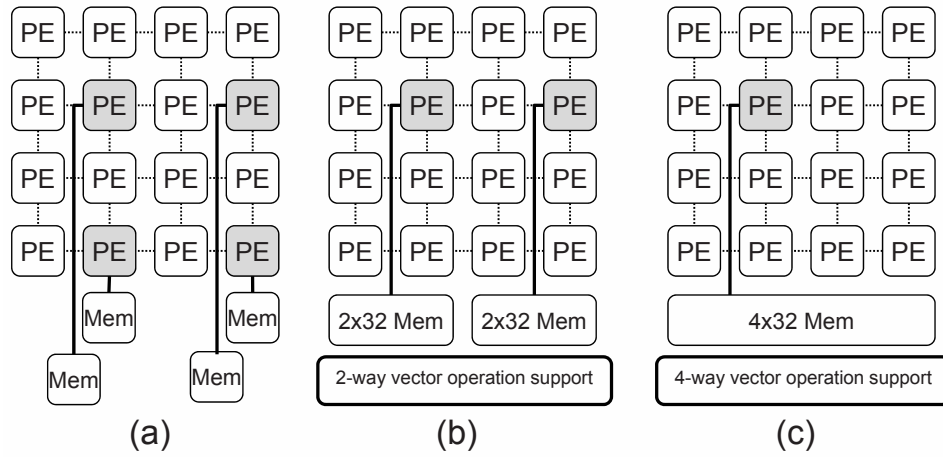 PE PE PE PE PE PE PE PE PE PE PE PE
PE PE PE PE PE PE PE PE PE PE PE PE
PE PE PE PE PE PE PE PE PE PE PE PE
PE PE PE PE PE PE PE PE PE PE PE PE
Mem Mem 2x32 Mem 2x32 Mem 4x32 Mem
Mem Mem 2-way vector operation support 4-way vector operation support
(a) (b) (c)